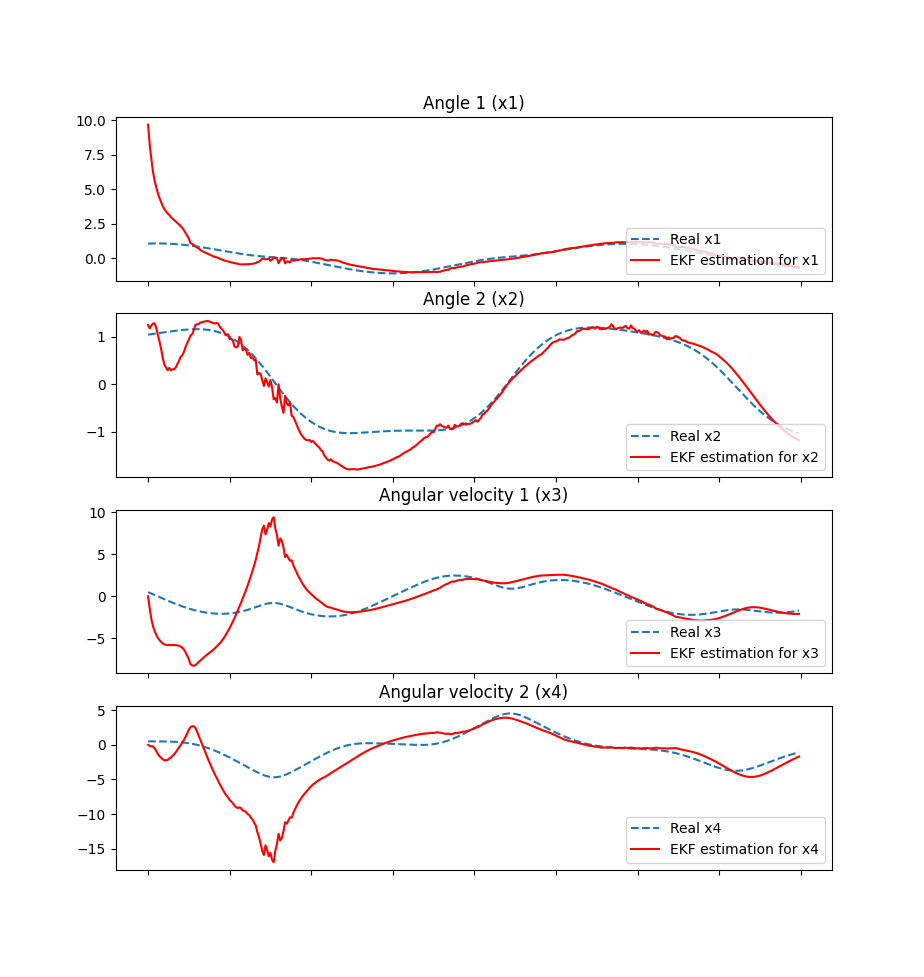 Angle 1 (x1)
10.0
7.5
5.0
2.5
0.0
Real x1
EKF estimation for x1
Angle 2 (x2)
1
0
−1
Real x2
EKF estimation for x2
Angular velocity 1 (x3)
10
5
0
−5
Real x3
EKF estimation for x3
Angular velocity 2 (x4)
5
0
−5
−10
−15
Real x4
EKF estimation for x4